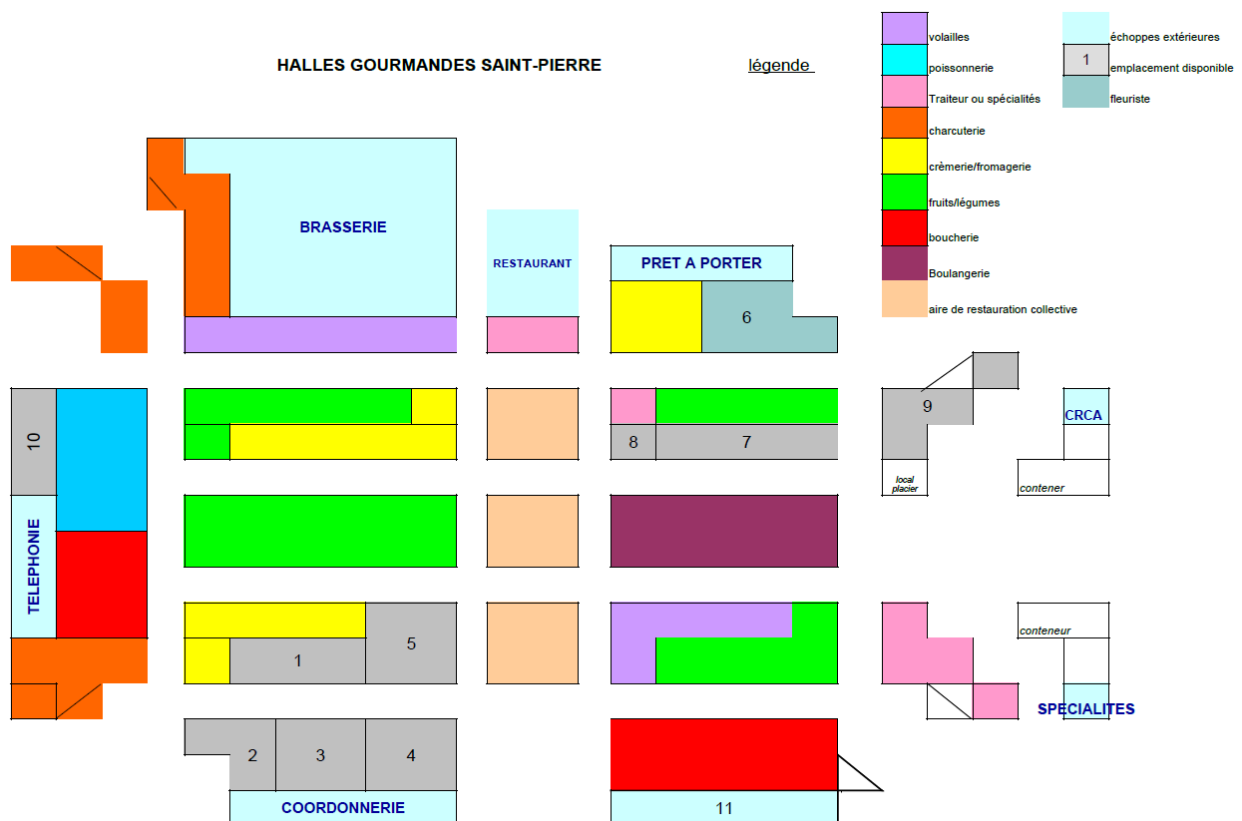 HALLES GOURMANDES SAINT-PIERRE
légende
volailles
poissonnerie
Traiteur ou spécialités
charcuterie
crèmerie/fromagerie
fruits/légumes
boucherie
Boulangerie
aire de restauration collective
échoppes extérieures
1
emplacement disponible
fleuriste
BRASSERIE
RESTAURANT
PRET A PORTER
6
10
8
7
9
CRCA
local
placier
contener
TELEPHONIE
5
1
conteneur
SPECIALITES
2
3
4
COORDONNERIE
11